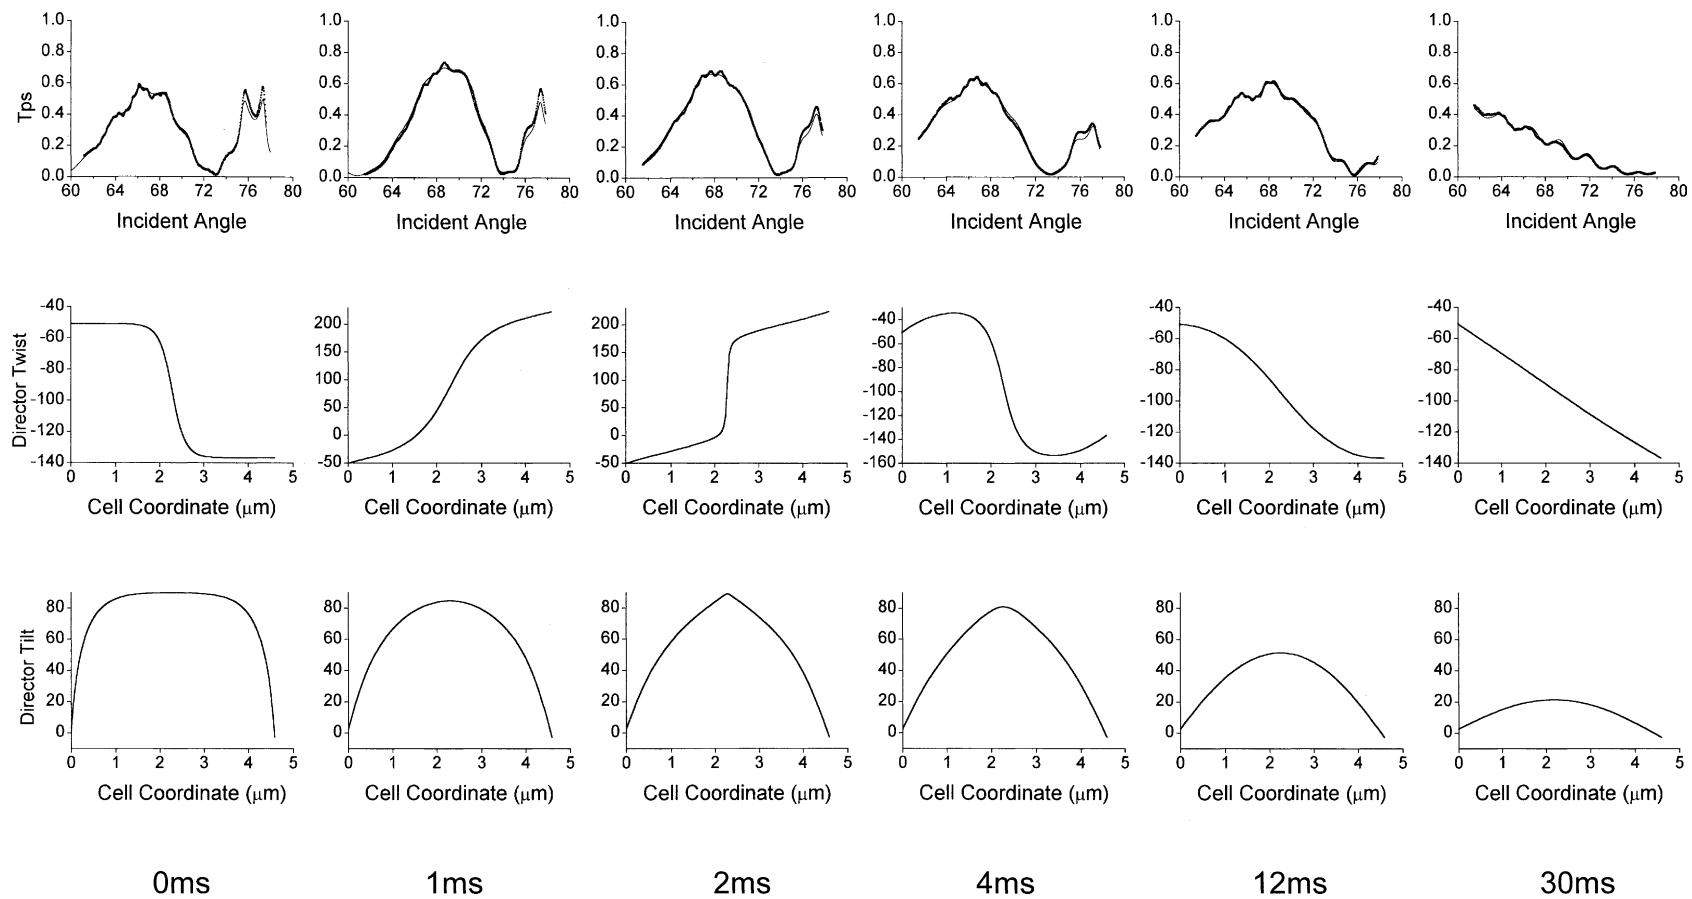 1.0 1.0 1.0 1.0 1.0 1.0
0.8 0.8 0.8 0.8 0.8 0.8
0.6 0.6 0.6 0.6 0.6 0.6
Tps
0.4 0.4 0.4 0.4 0.4 0.4
0.2 0.2 0.2 0.2 0.2 0.2
0.0 0.0 0.0 0.0 0.0 0.0
60 64 68 72 76 80 60 64 68 72 76 80 60 64 68 72 76 80 60 64 68 72 76 80 60 64 68 72 76 80 60 64 68 72 76 80
Incident Angle Incident Angle Incident Angle Incident Angle Incident Angle Incident Angle
Director Twist
-40 -60 -80 -100 -120 -140
200 150 100 50 0 -50
200 150 100 50 0 -50
-40 -60 -80 -100 -120 -140 -160
-40 -60 -80 -100 -120 -140
-40 -60 -80 -100 -120 -140
0 1 2 3 4 5 0 1 2 3 4 5 0 1 2 3 4 5 0 1 2 3 4 5 0 1 2 3 4 5 0 1 2 3 4 5
Cell Coordinate (μm) Cell Coordinate (μm) Cell Coordinate (μm) Cell Coordinate (μm) Cell Coordinate (μm) Cell Coordinate (μm)
Director Tilt
80 80 80 80 80 80
60 60 60 60 60 60
40 40 40 40 40 40
20 20 20 20 20 20
0 0 0 0 0 0
0 1 2 3 4 5 0 1 2 3 4 5 0 1 2 3 4 5 0 1 2 3 4 5 0 1 2 3 4 5 0 1 2 3 4 5
Cell Coordinate (μm) Cell Coordinate (μm) Cell Coordinate (μm) Cell Coordinate (μm) Cell Coordinate (μm) Cell Coordinate (μm)
0ms 1ms 2ms 4ms 12ms 30ms